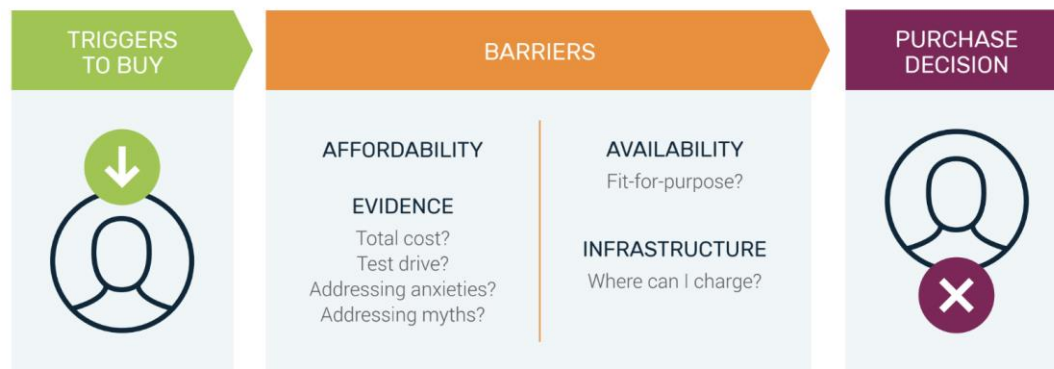 TRIGGERS
TO BUY
BARRIERS
PURCHASE
DECISION
AFFORDABILITY
EVIDENCE
Total cost?
Test drive?
Addressing anxieties?
Addressing myths?
AVAILABILITY
Fit-for-purpose?
INFRASTRUCTURE
Where can I charge?